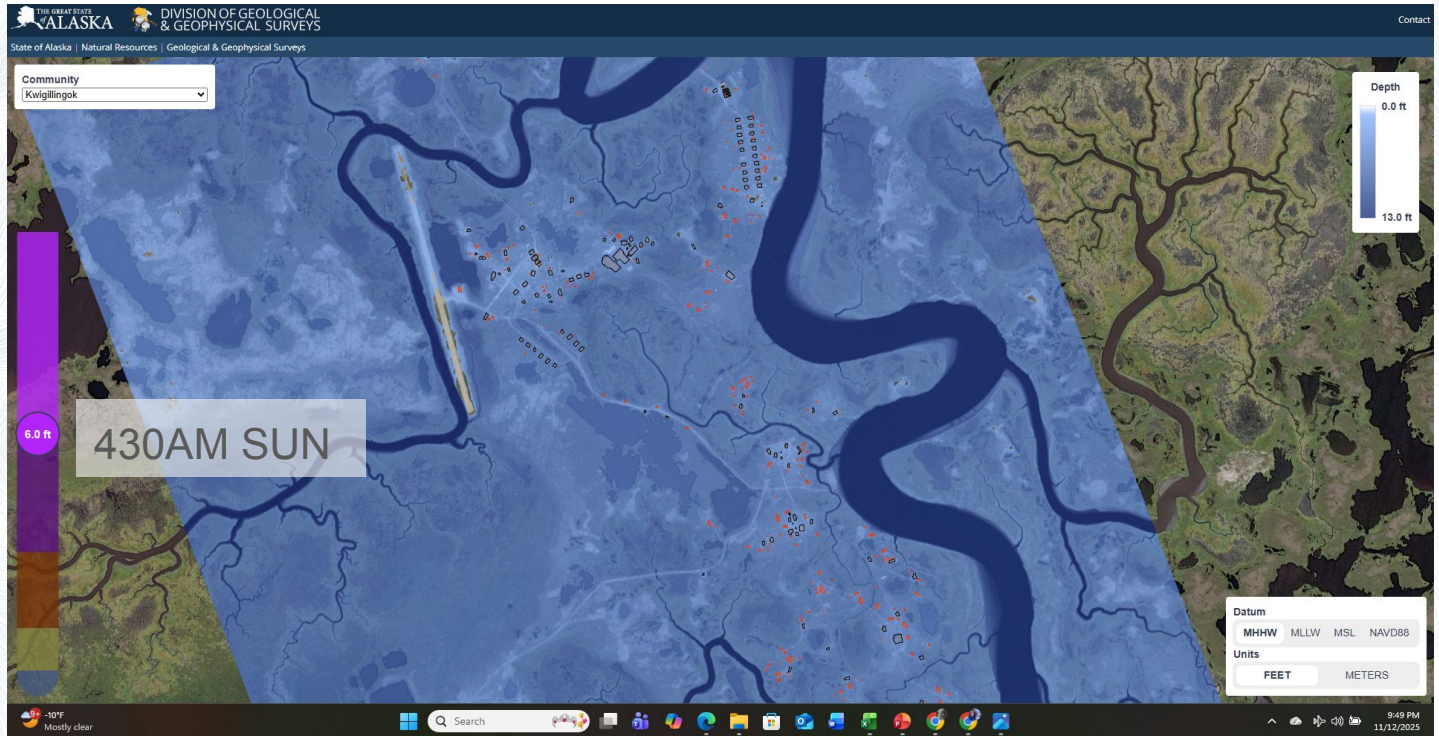 THE GREAT STATE
of ALASKA
DIVISION OF GEOLOGICAL
& GEOPHYSICAL SURVEYS
Contact
State of Alaska | Natural Resources | Geological & Geophysical Surveys
Community
Kwigillingok
Depth
0.0 ft
13.0 ft
6.0 ft
430AM SUN
Datum
MHHW MLLW MSL NAVD88
Units
FEET METERS
9+
-10°F
Mostly clear
Search
9:49 PM
11/12/2025